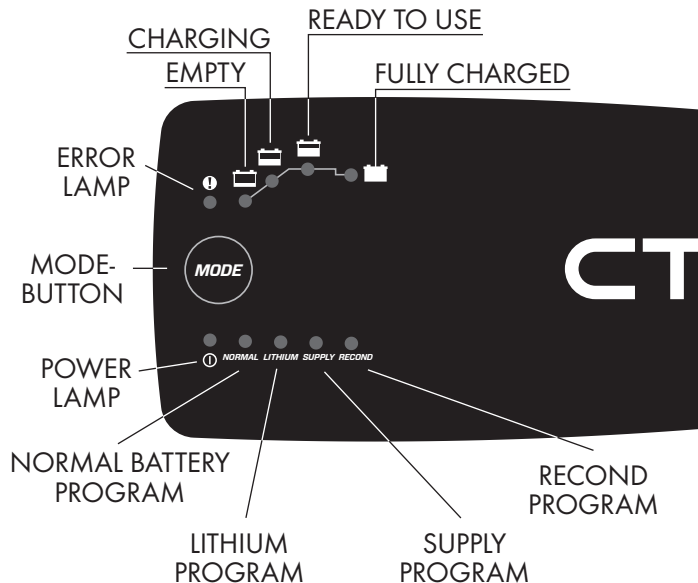 READY TO USE
CHARGING
EMPTY
FULLY CHARGED
ERROR
LAMP
MODE-
BUTTON
MODE
CT
POWER
LAMP
NORMAL LITHIUM SUPPLY RECOND
NORMAL BATTERY
PROGRAM
RECOND
PROGRAM
LITHIUM
PROGRAM
SUPPLY
PROGRAM